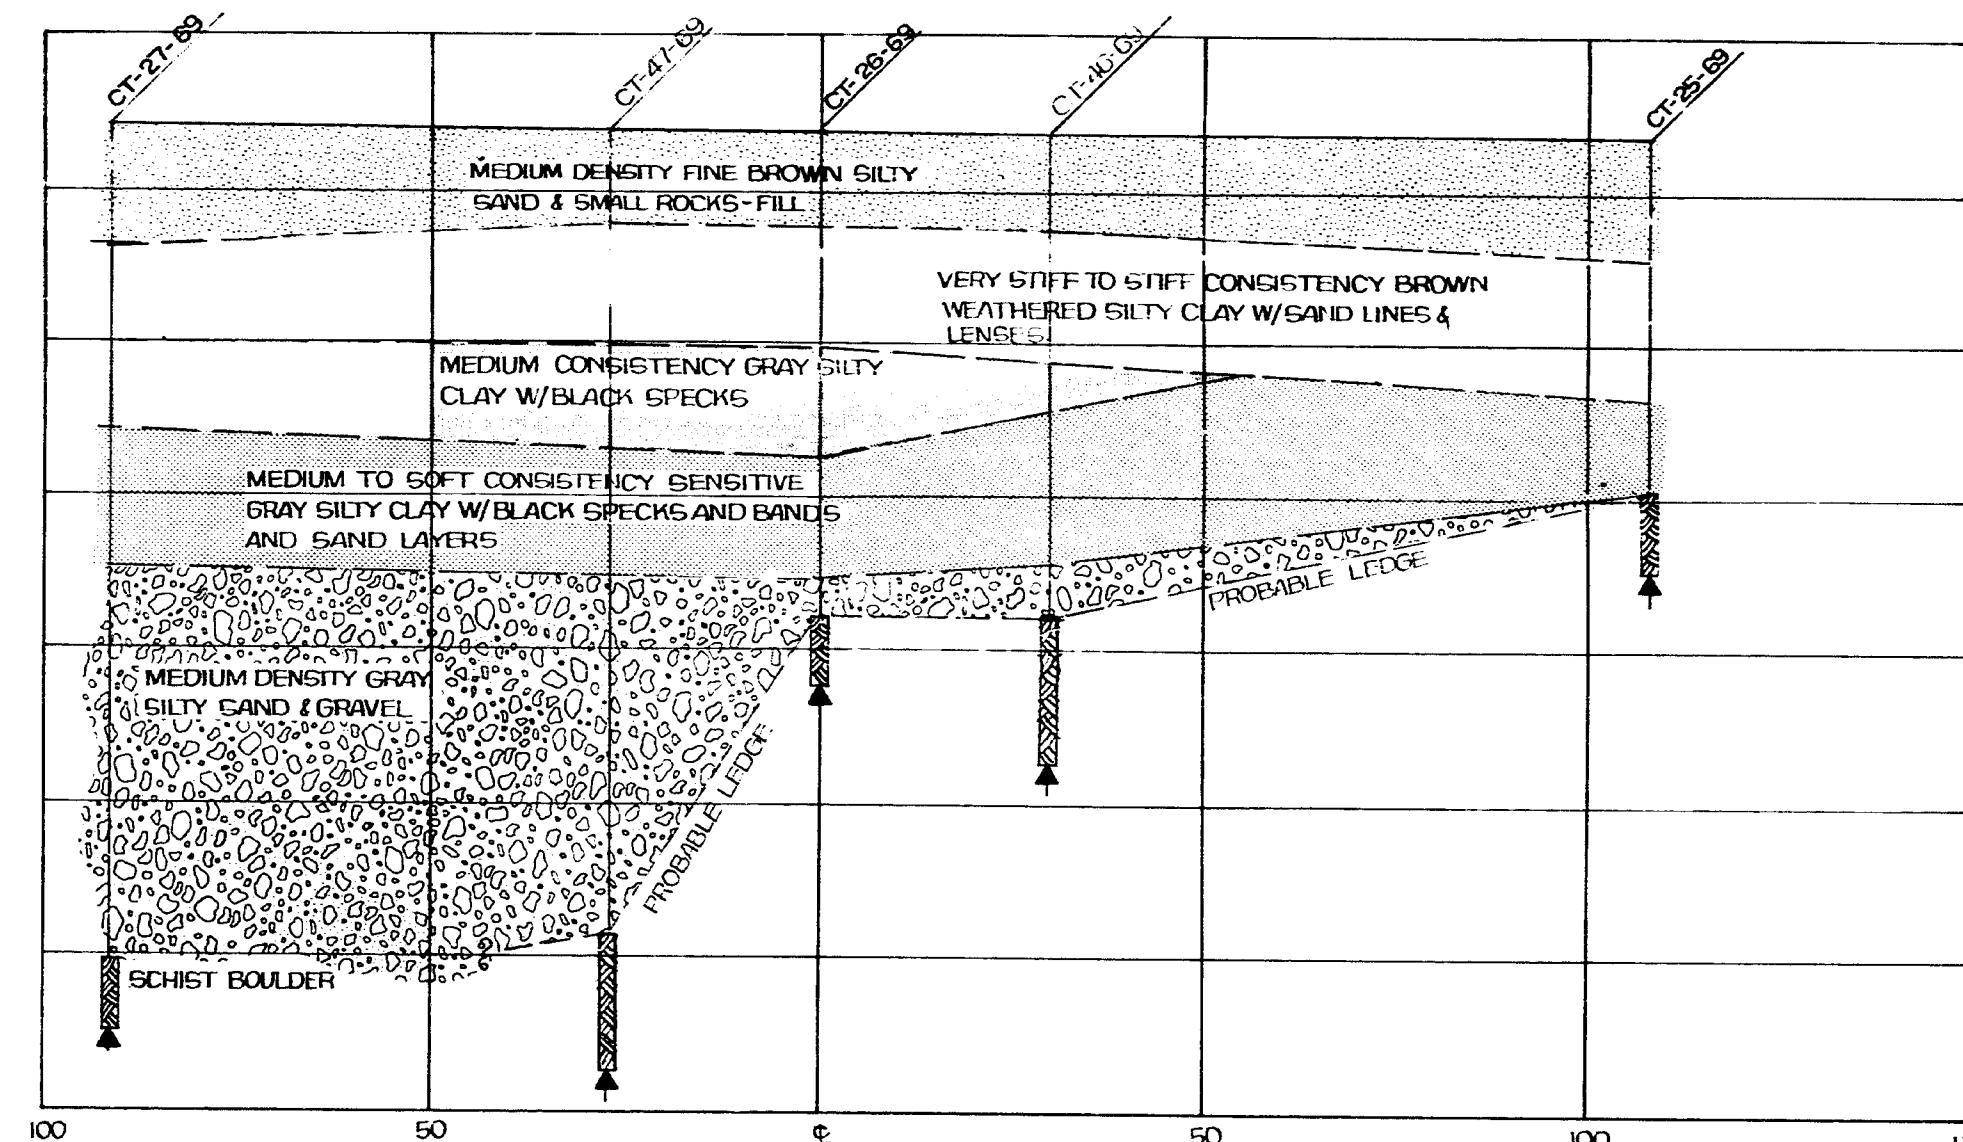 CT-27-69
CT-47-69
CT-26-69
CT-46-69
CT-25-69
MEDIUM DENSITY FINE BROWN SILTY
SAND & SMALL ROCKS-FILL
VERY STIFF TO STIFF CONSISTENCY BROWN
WEATHERED SILTY CLAY W/SAND LINES &
LENSES
MEDIUM CONSISTENCY GRAY SILTY
CLAY W/BLACK SPECKS
MEDIUM TO SOFT CONSISTENCY SENSITIVE
GRAY SILTY CLAY W/BLACK SPECKS AND BANDS
AND SAND LAYERS
PROBABLE LEDGE
MEDIUM DENSITY GRAY
SILTY SAND & GRAVEL
PROBABLE LEDGE
?
SCHIST BOULDER
100 50 ℄ 50 100